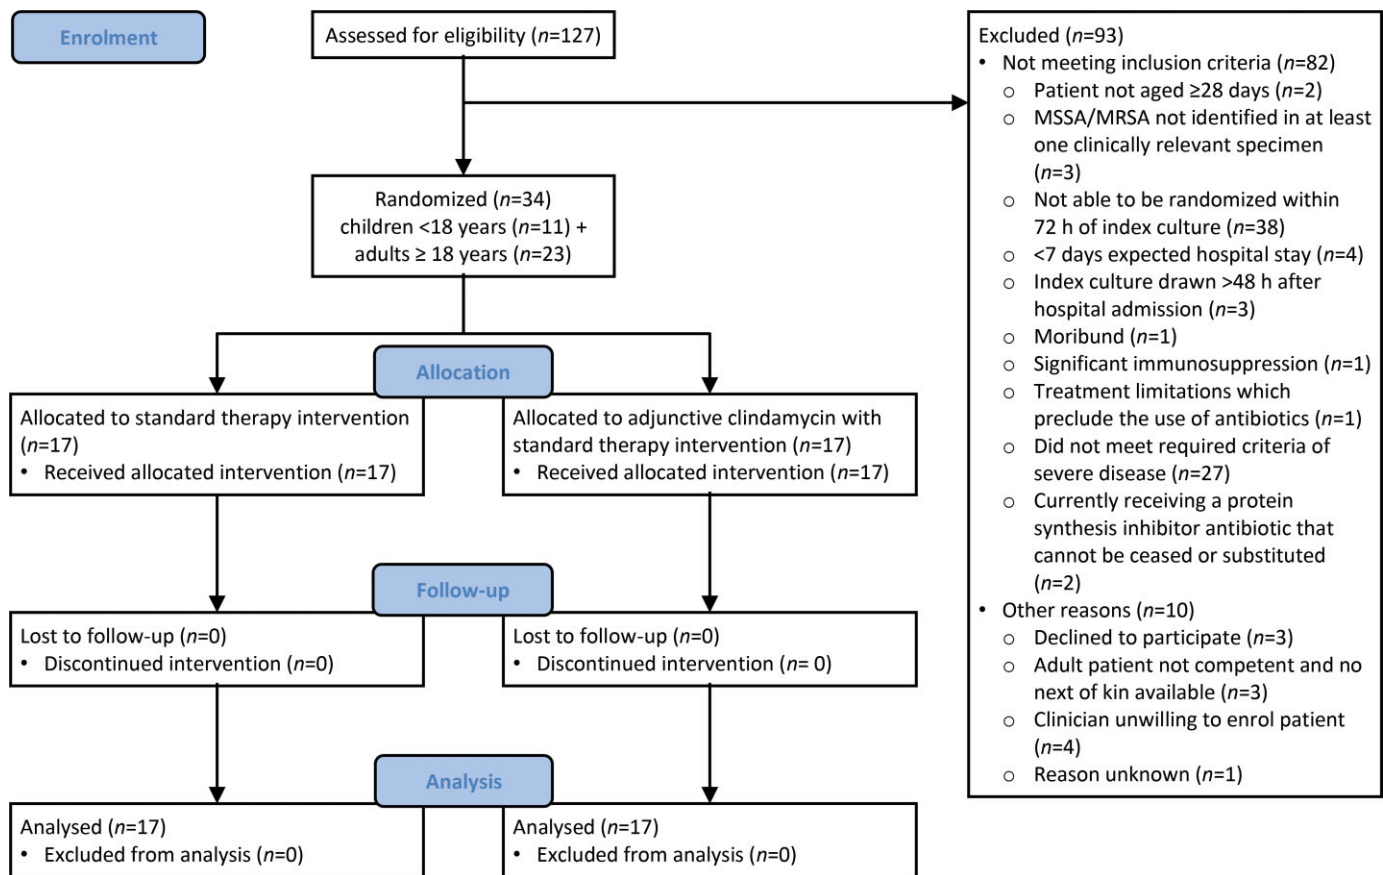 Enrolment
Assessed for eligibility (n=127)
Excluded (n=93)
• Not meeting inclusion criteria (n=82)
o Patient not aged ≥28 days (n=2)
o MSSA/MRSA not identified in at least
one clinically relevant specimen
(n=3)
o Not able to be randomized within
72 h of index culture (n=38)
o <7 days expected hospital stay (n=4)
o Index culture drawn >48 h after
hospital admission (n=3)
o Moribund (n=1)
o Significant immunosuppression (n=1)
o Treatment limitations which
preclude the use of antibiotics (n=1)
o Did not meet required criteria of
severe disease (n=27)
o Currently receiving a protein
synthesis inhibitor antibiotic that
cannot be ceased or substituted
(n=2)
• Other reasons (n=10)
o Declined to participate (n=3)
o Adult patient not competent and no
next of kin available (n=3)
o Clinician unwilling to enrol patient
(n=4)
o Reason unknown (n=1)
Randomized (n=34)
children <18 years (n=11) +
adults ≥ 18 years (n=23)
Allocation
Allocated to standard therapy intervention
(n=17)
• Received allocated intervention (n=17)
Allocated to adjunctive clindamycin with
standard therapy intervention (n=17)
• Received allocated intervention (n=17)
Follow-up
Lost to follow-up (n=0)
• Discontinued intervention (n=0)
Lost to follow-up (n=0)
• Discontinued intervention (n= 0)
Analysis
Analysed (n=17)
• Excluded from analysis (n=0)
Analysed (n=17)
• Excluded from analysis (n=0)